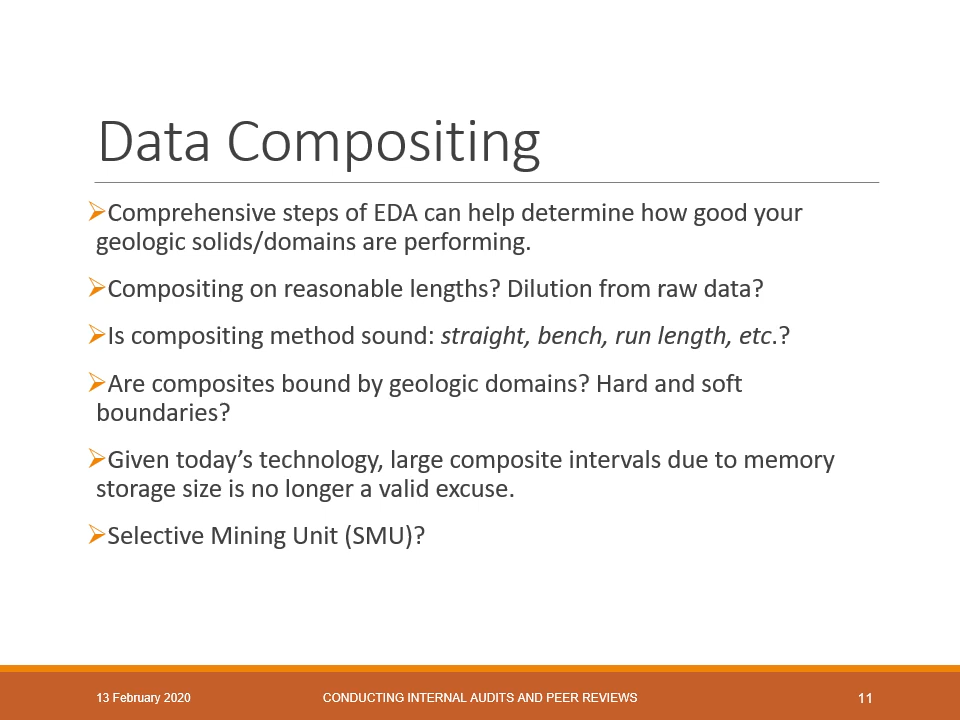 Data Compositing
Comprehensive steps of EDA can help determine how good your
geologic solids/domains are performing.
Compositing on reasonable lengths? Dilution from raw data?
Is compositing method sound: straight, bench, run length, etc.?
Are composites bound by geologic domains? Hard and soft
boundaries?
Given today’s technology, large composite intervals due to memory
storage size is no longer a valid excuse.
Selective Mining Unit (SMU)?
13 February 2020
CONDUCTING INTERNAL AUDITS AND PEER REVIEWS
11